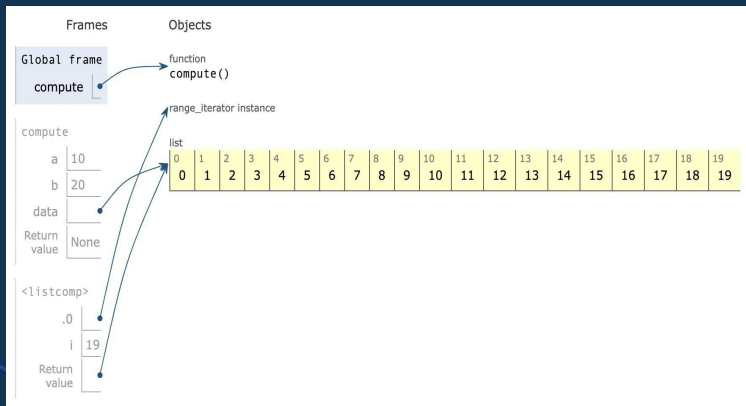 Frames Objects
Global frame
function
compute()
compute
range_iterator instance
compute
list
0 1 2 3 4 5 6 7 8 9 10 11 12 13 14 15 16 17 18 19
0 1 2 3 4 5 6 7 8 9 10 11 12 13 14 15 16 17 18 19
a 10
b 20
data
Return
value None
<listcomp>
.0
i 19
Return
value